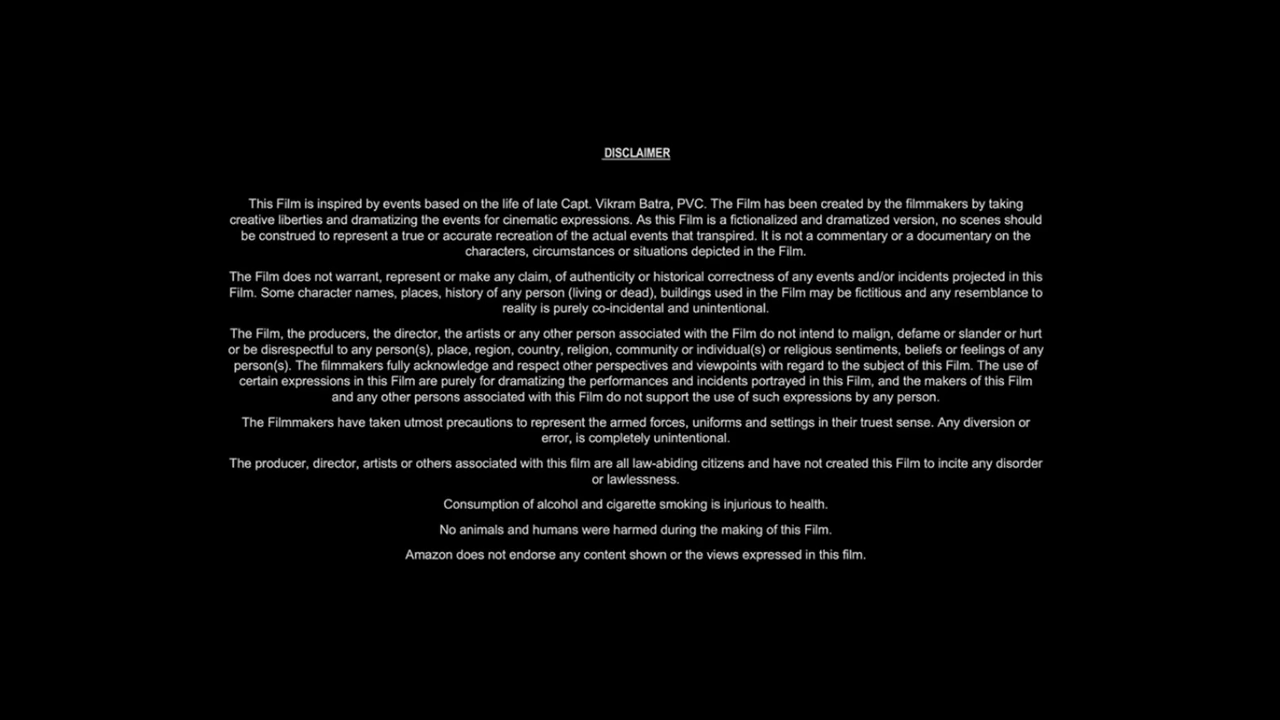 DISCLAIMER
This Film is inspired by events based on the life of late Capt. Vikram Batra, PVC. The Film has been created by the filmmakers by taking
creative liberties and dramatizing the events for cinematic expressions. As this Film is a fictionalized and dramatized version, no scenes should
be construed to represent a true or accurate recreation of the actual events that transpired. It is not a commentary or a documentary on the
characters, circumstances or situations depicted in the Film.
The Film does not warrant, represent or make any claim, of authenticity or historical correctness of any events and/or incidents projected in this
Film. Some character names, places, history of any person (living or dead), buildings used in the Film may be fictitious and any resemblance to
reality is purely co-incidental and unintentional.
The Film, the producers, the director, the artists or any other person associated with the Film do not intend to malign, defame or slander or hurt
or be disrespectful to any person(s), place, region, country, religion, community or individual(s) or religious sentiments, beliefs or feelings of any
person(s). The filmmakers fully acknowledge and respect other perspectives and viewpoints with regard to the subject of this Film. The use of
certain expressions in this Film are purely for dramatizing the performances and incidents portrayed in this Film, and the makers of this Film
and any other persons associated with this Film do not support the use of such expressions by any person.
The Filmmakers have taken utmost precautions to represent the armed forces, uniforms and settings in their truest sense. Any diversion or
error, is completely unintentional.
The producer, director, artists or others associated with this film are all law-abiding citizens and have not created this Film to incite any disorder
or lawlessness.
Consumption of alcohol and cigarette smoking is injurious to health.
No animals and humans were harmed during the making of this Film.
Amazon does not endorse any content shown or the views expressed in this film.